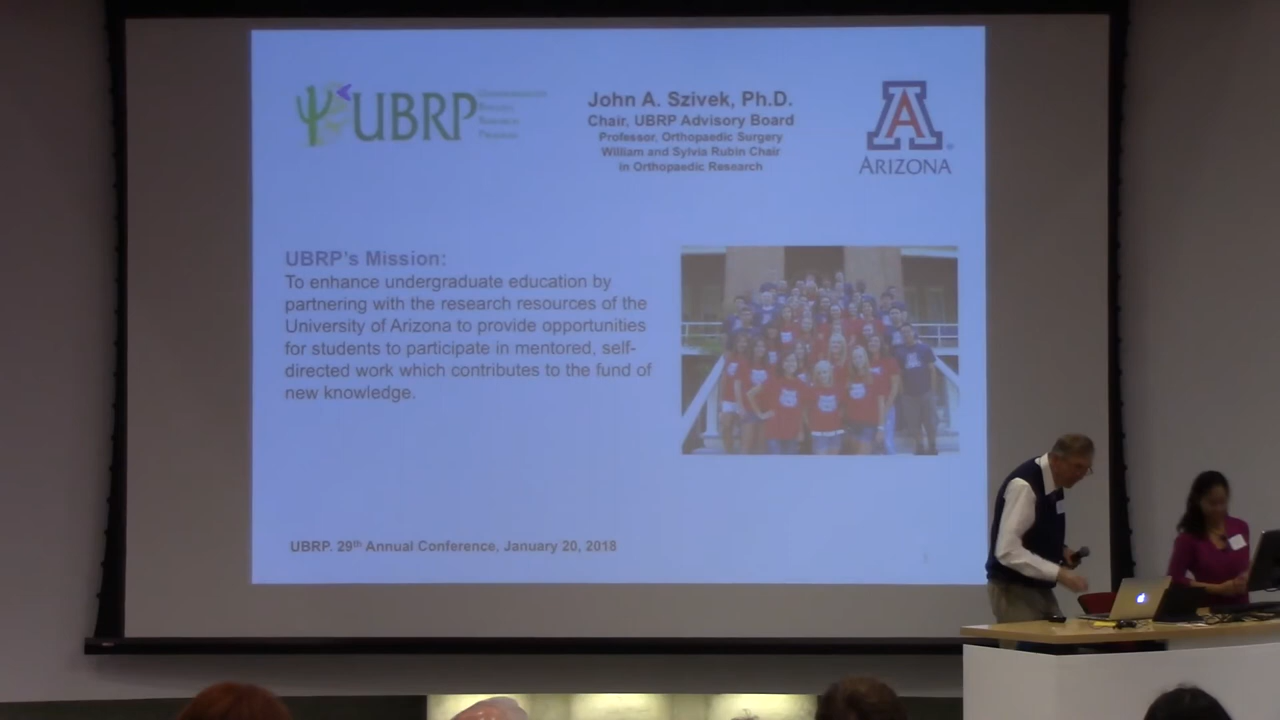 UBRP
John A. Szivek, Ph.D.
Chair, UBRP Advisory Board
Professor, Orthopaedic Surgery
William and Sylvia Rubin Chair
in Orthopaedic Research
A
ARIZONA
UBRP's Mission:
To enhance undergraduate education by
partnering with the research resources of the
University of Arizona to provide opportunities
for students to participate in mentored, self-
directed work which contributes to the fund of
new knowledge.
UBRP. 29th Annual Conference, January 20, 2018